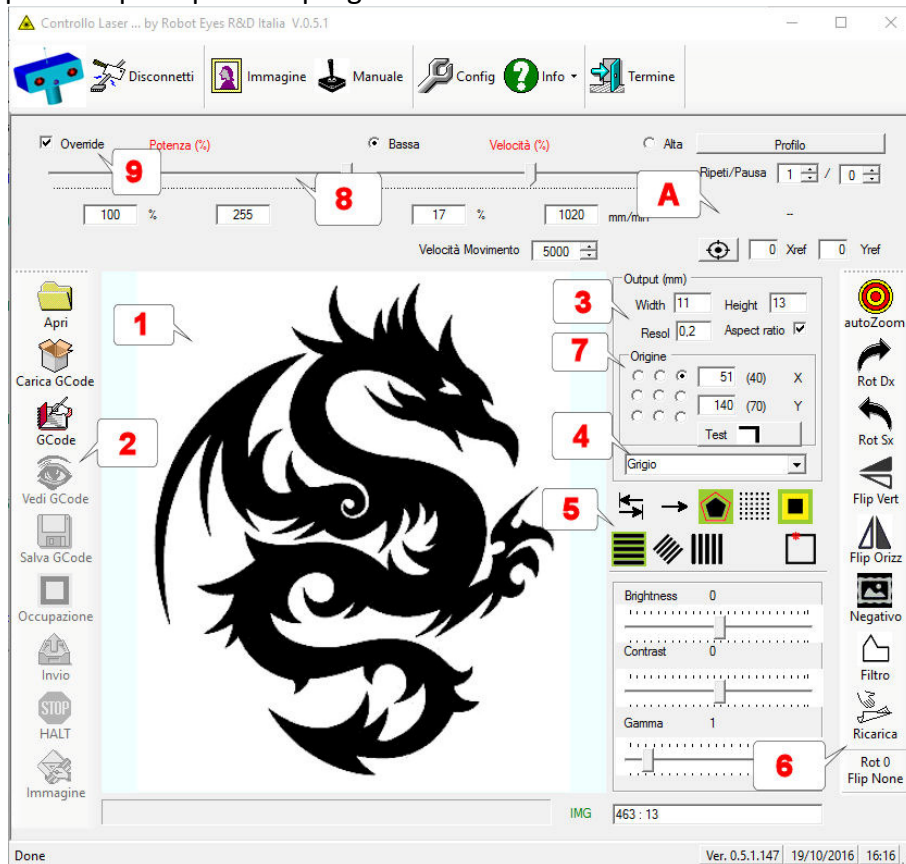 Controllo Laser ... by Robot Eyes R&D Italia V.0.5.1
Disconnetti Immagine Manuale Config Info Termine
Override Potenza (%) Bassa Velocità (%) Alta Profilo
9
8
A
Ripeti/Pausa 1 / 0
100 % 255 17 % 1020 mm/min
--
Velocità Movimento 5000 0 Xref 0 Yref
Apri
Carica GCode
GCode
Vedi GCode
Salva GCode
Occupazione
Invio
STOP
HALT
Immagine
1
2
Output (mm)
3
Width 11 Height 13
Resol 0,2 Aspect ratio
7
Origine
51 (40) X
140 (70) Y
Test
4
Grigio
5
Brightness 0
Contrast 0
Gamma 1
6
autoZoom
Rot Dx
Rot Sx
Flip Vert
Flip Orizz
Negativo
Filtro
Ricarica
Rot 0
Flip None
IMG 463 : 13
Done Ver. 0.5.1.147 19/10/2016 16:16